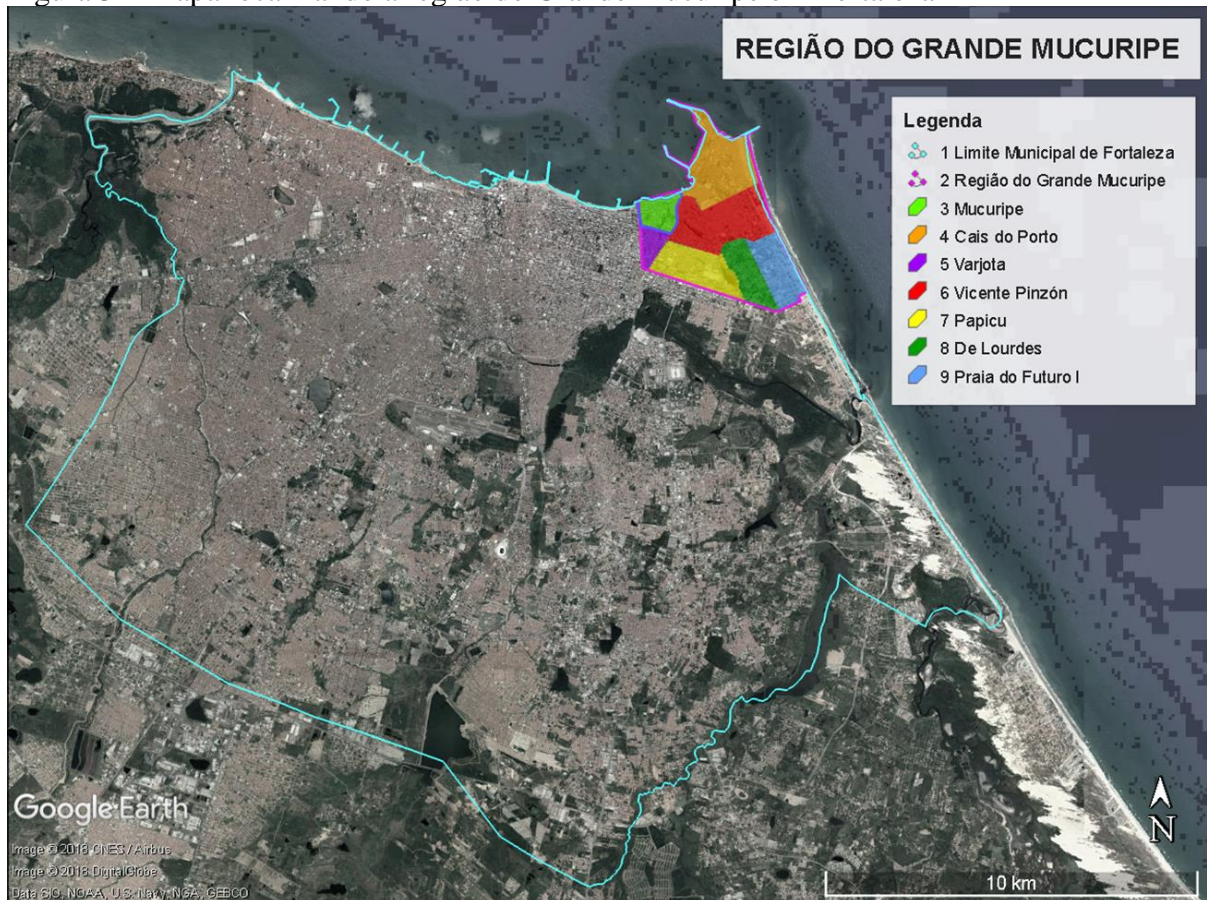 REGIÃO DO GRANDE MUCURIPE
Legenda
1 Limite Municipal de Fortaleza
2 Região do Grande Mucuripe
3 Mucuripe
4 Cais do Porto
5 Varjota
6 Vicente Pinzón
7 Papicu
8 De Lourdes
9 Praia do Futuro I
Google Earth
Image © 2018 CNES / Airbus
Image © 2018 DigitalGlobe
Data SIO, NOAA, U.S. Navy, NGA, GEBCO
N
10 km